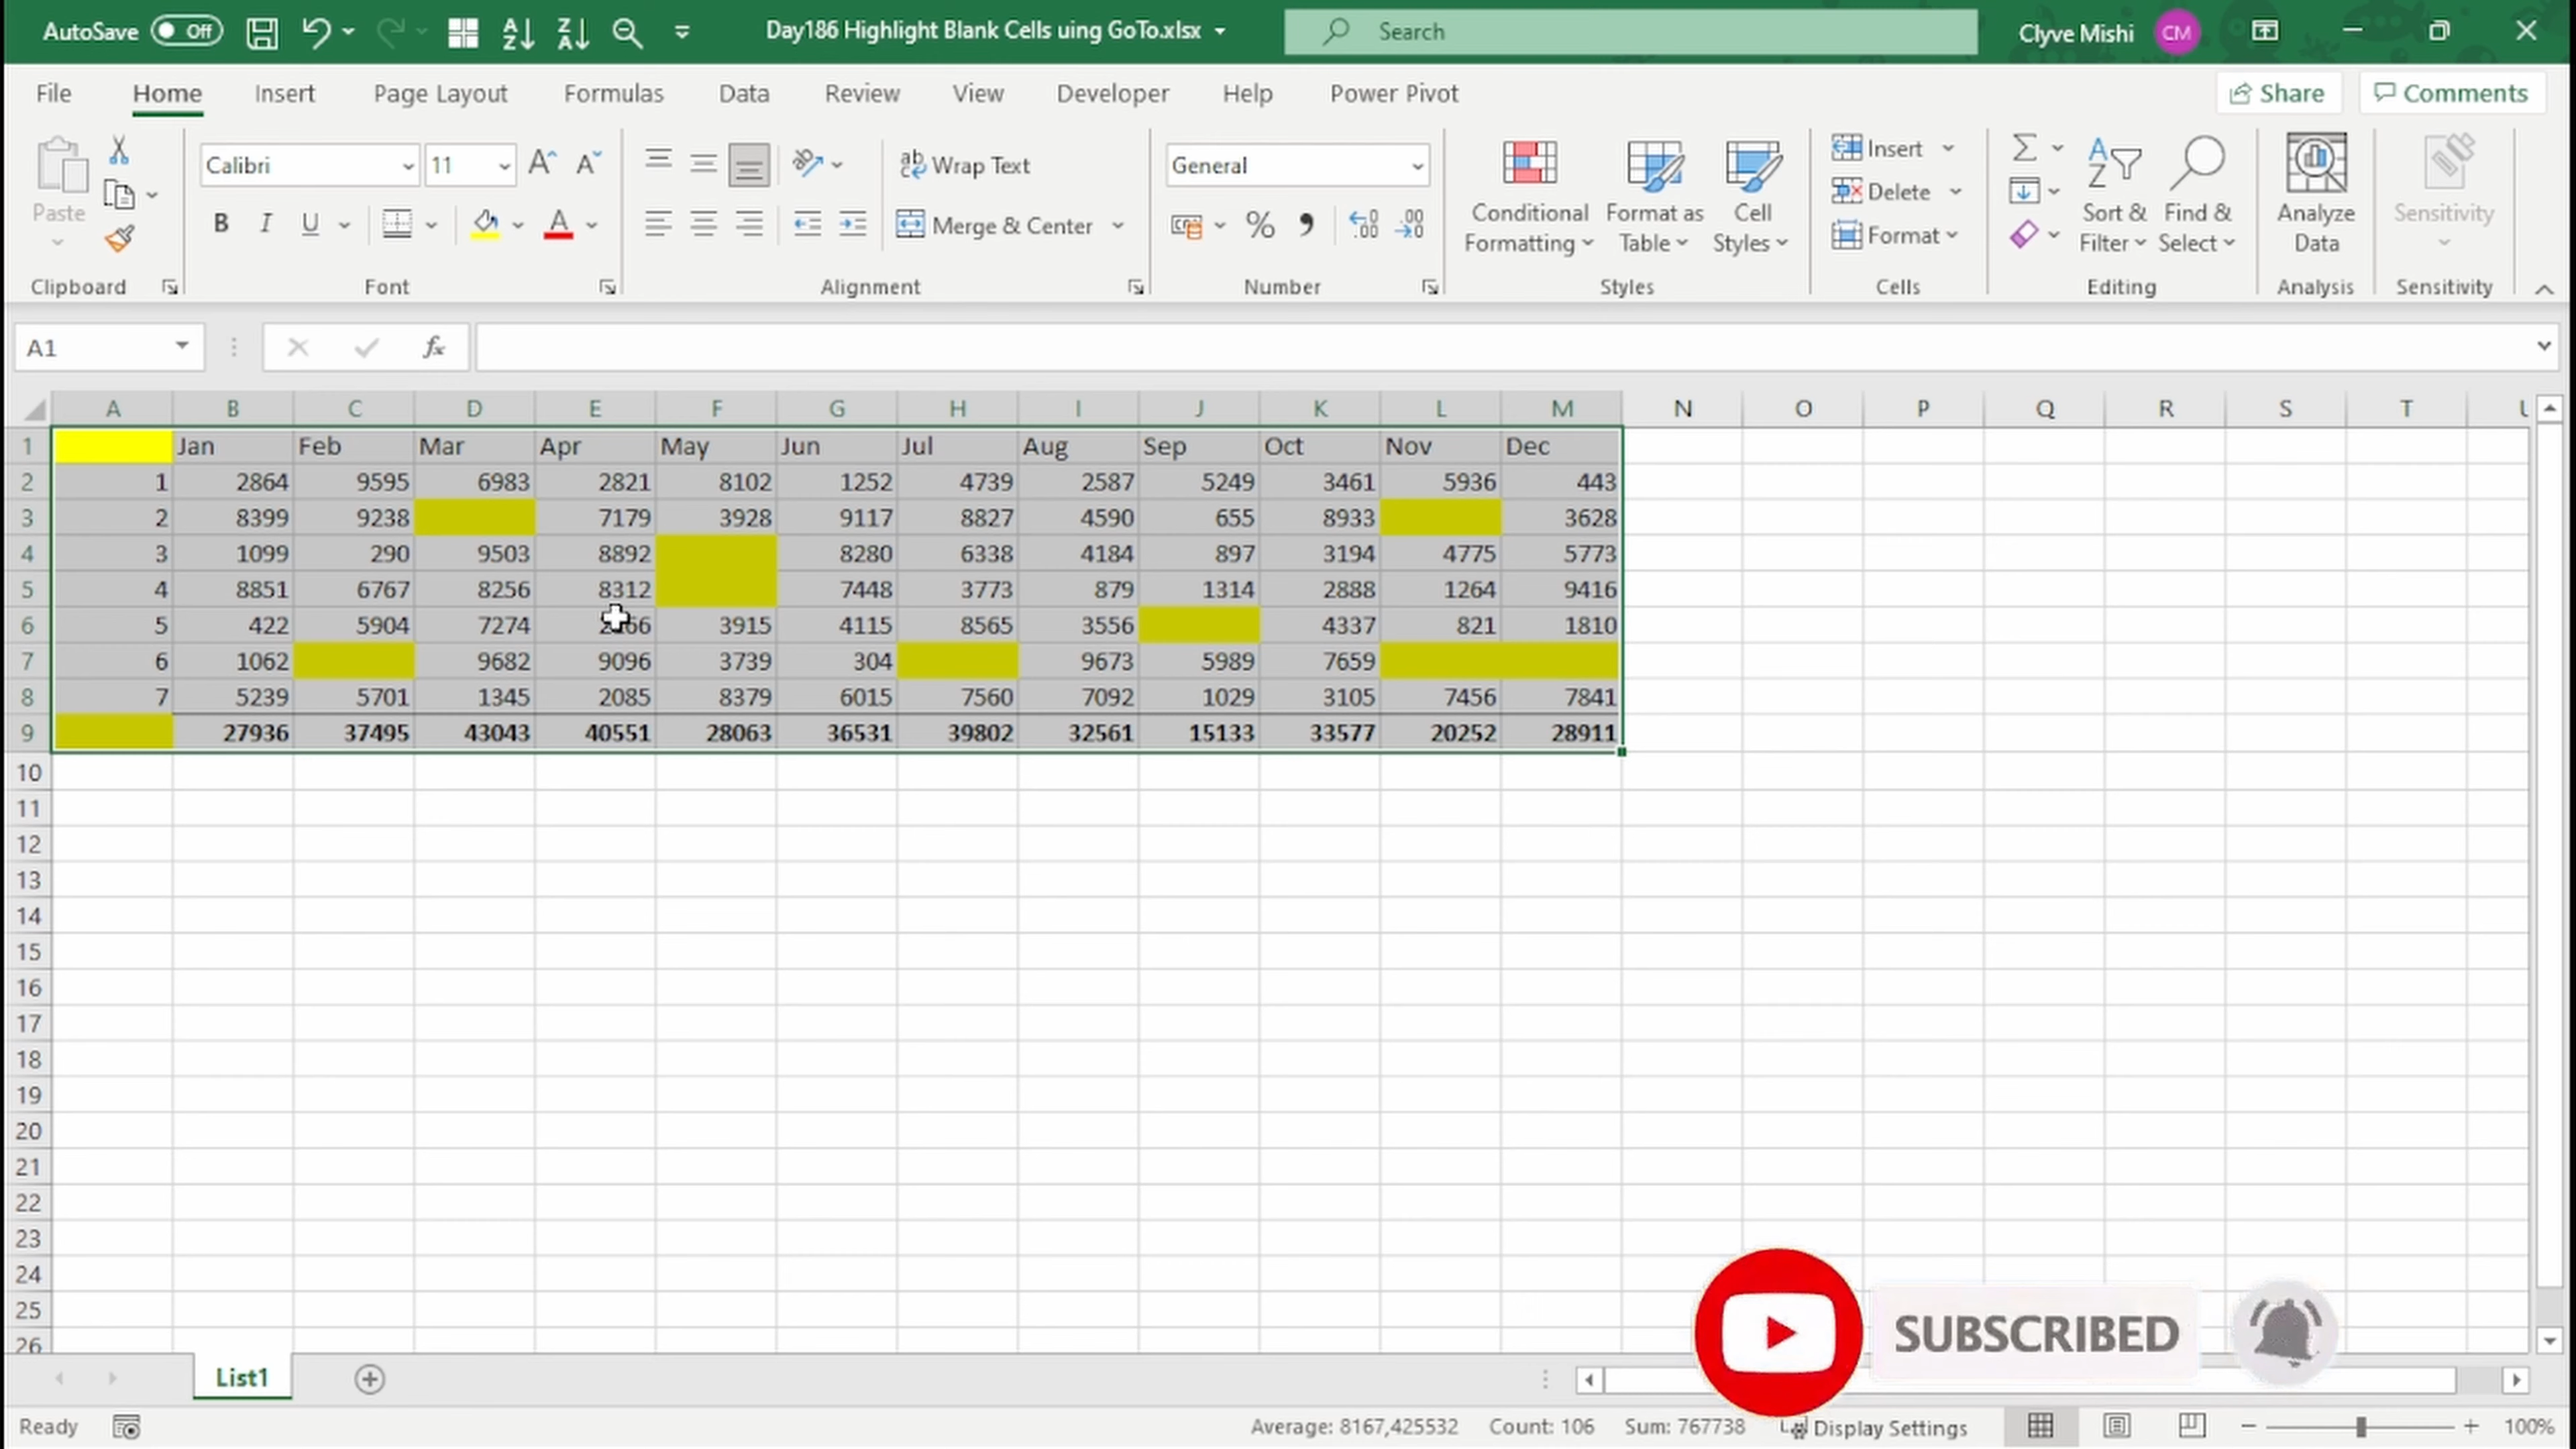 AutoSave Off Day186 Highlight Blank Cells uing GoTo.xlsx Search Clyve Mishi CM
File Home Insert Page Layout Formulas Data Review View Developer Help Power Pivot Share Comments
Paste Calibri 11 A A ab Wrap Text General Conditional Formatting Format as Table Cell Styles Insert Delete Format Sort & Filter Find & Select Analyze Data Sensitivity
B I U A Merge & Center %
Clipboard Font Alignment Number Styles Cells Editing Analysis Sensitivity
A1 fx
A B C D E F G H I J K L M N O P Q R S T
1 Jan Feb Mar Apr May Jun Jul Aug Sep Oct Nov Dec
2 1 2864 9595 6983 2821 8102 1252 4739 2587 5249 3461 5936 443
3 2 8399 9238 7179 3928 9117 8827 4590 655 8933 3628
4 3 1099 290 9503 8892 8280 6338 4184 897 3194 4775 5773
5 4 8851 6767 8256 8312 7448 3773 879 1314 2888 1264 9416
6 5 422 5904 7274 3915 4115 8565 3556 4337 821 1810
7 6 1062 9682 9096 3739 304 9673 5989 7659
8 7 5239 5701 1345 2085 8379 6015 7560 7092 1029 3105 7456 7841
9 27936 37495 43043 40551 28063 36531 39802 32561 15133 33577 20252 28911
10
11
12
13
14
15
16
17
18
19
20
21
22
23
24
25
26
SUBSCRIBED
List1
Ready Average: 8167,425532 Count: 106 Sum: 767738 Display Settings 100%